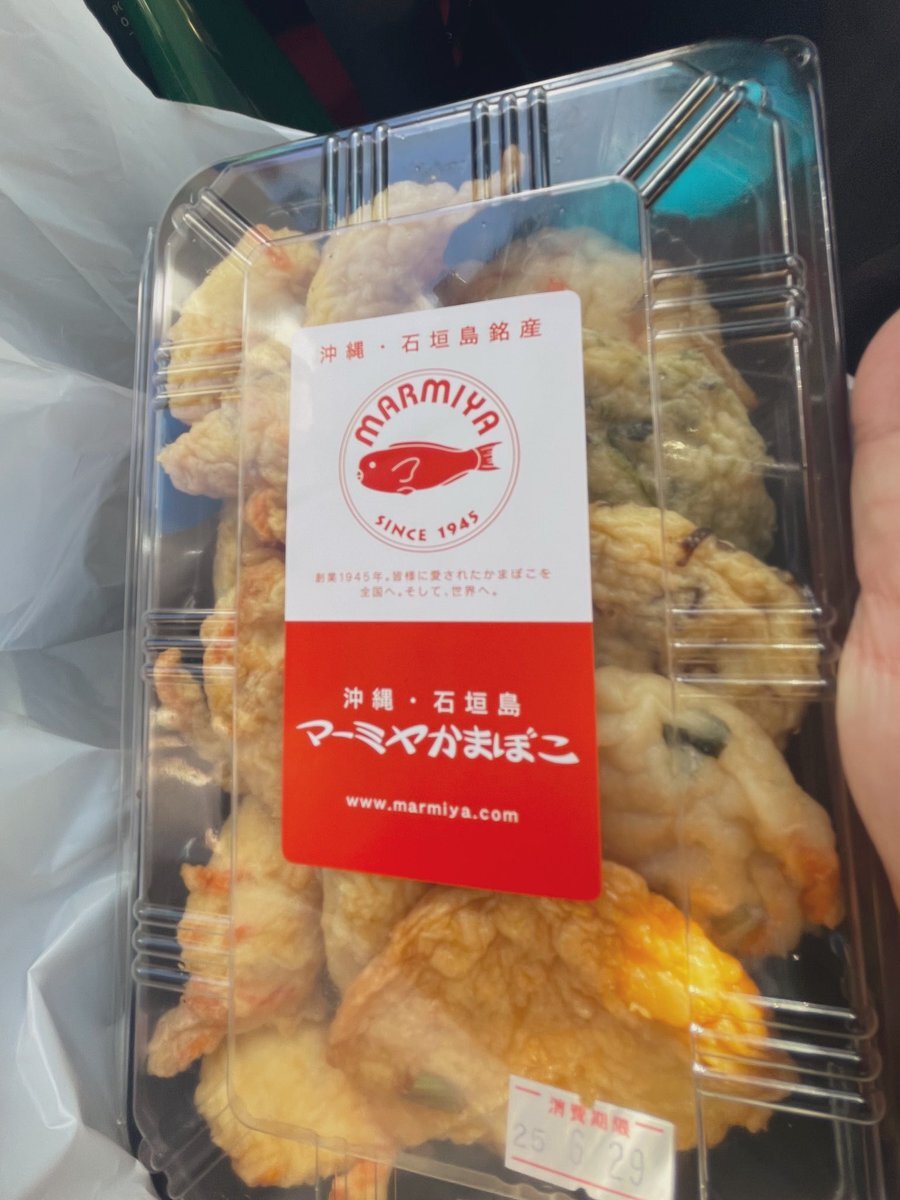 沖縄・石垣島銘産
MARMIYA
SINCE 1945
創業1945年。皆様に愛されたかまぼこを
全国へ。そして、世界へ。
沖縄・石垣島
マーミヤかまぼこ
www.marmiya.com
消費期限
25 6 29